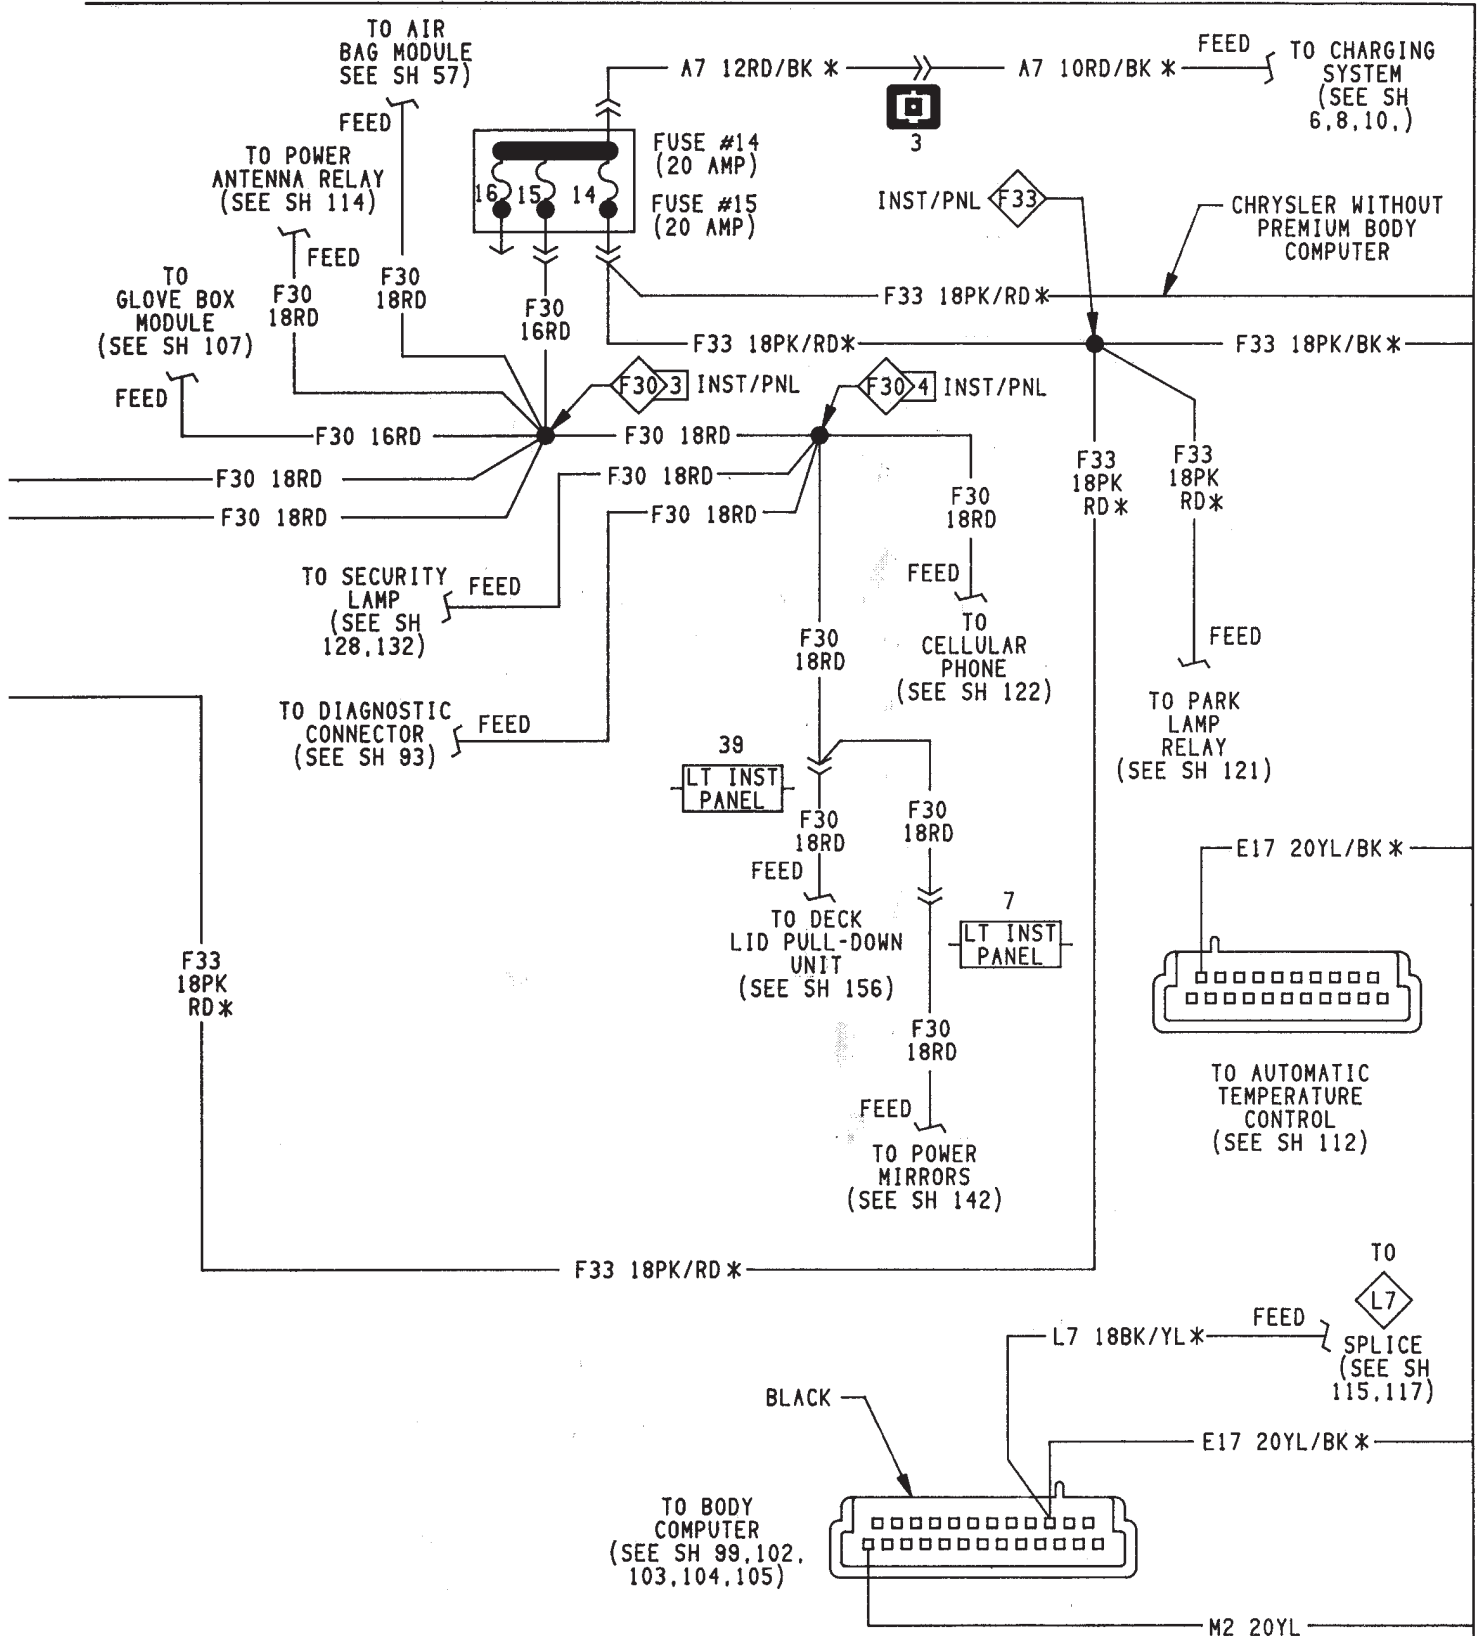 TO AIR
BAG MODULE
SEE SH 57)
FEED
A7 12RD/BK *
A7 10RD/BK *
FEED
TO CHARGING
SYSTEM
(SEE SH
6,8,10,)
3
TO POWER
ANTENNA RELAY
(SEE SH 114)
FEED
FUSE #14
(20 AMP)
FUSE #15
(20 AMP)
16
15
14
INST/PNL
F33
CHRYSLER WITHOUT
PREMIUM BODY
COMPUTER
TO
GLOVE BOX
MODULE
(SEE SH 107)
FEED
F30
18RD
F30
18RD
F30
16RD
F33 18PK/RD*
F33 18PK/RD*
F33 18PK/BK*
F30
3
INST/PNL
F30
4
INST/PNL
F30 16RD
F30 18RD
F30 18RD
F30 18RD
F30 18RD
F30 18RD
F30
18RD
F33
18PK
RD*
F33
18PK
RD*
TO SECURITY
LAMP
(SEE SH
128,132)
FEED
FEED
TO
CELLULAR
PHONE
(SEE SH 122)
F30
18RD
FEED
TO PARK
LAMP
RELAY
(SEE SH 121)
TO DIAGNOSTIC
CONNECTOR
(SEE SH 93)
FEED
39
LT INST
PANEL
F30
18RD
F30
18RD
FEED
TO DECK
LID PULL-DOWN
UNIT
(SEE SH 156)
7
LT INST
PANEL
E17 20YL/BK *
F33
18PK
RD*
F30
18RD
FEED
TO POWER
MIRRORS
(SEE SH 142)
TO AUTOMATIC
TEMPERATURE
CONTROL
(SEE SH 112)
F33 18PK/RD *
TO
L7
SPLICE
(SEE SH
115,117)
FEED
L7 18BK/YL*
BLACK
E17 20YL/BK *
TO BODY
COMPUTER
(SEE SH 99,102,
103,104,105)
M2 20YL